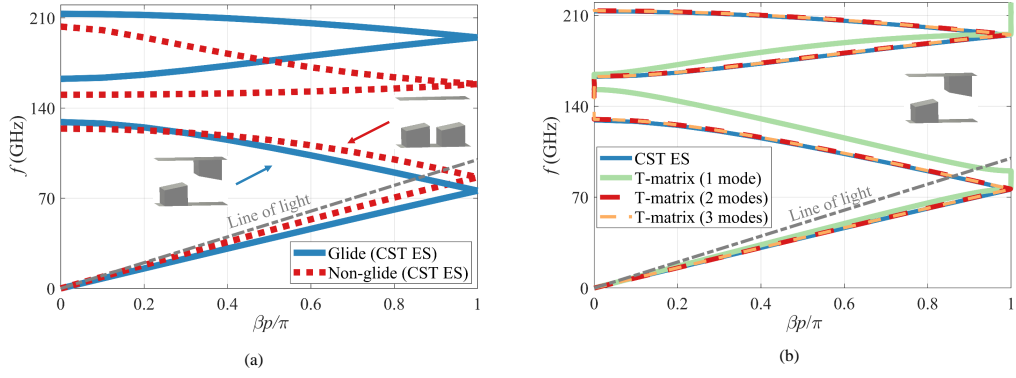 (a)
210
140
70
0
f (GHz)
Line of light
Glide (CST ES)
Non-glide (CST ES)
0
0.2
0.4
0.6
0.8
1
βp/π
(a)
(b)
210
140
70
0
f (GHz)
CST ES
T-matrix (1 mode)
T-matrix (2 modes)
T-matrix (3 modes)
Line of light
0
0.2
0.4
0.6
0.8
1
βp/π
(b)